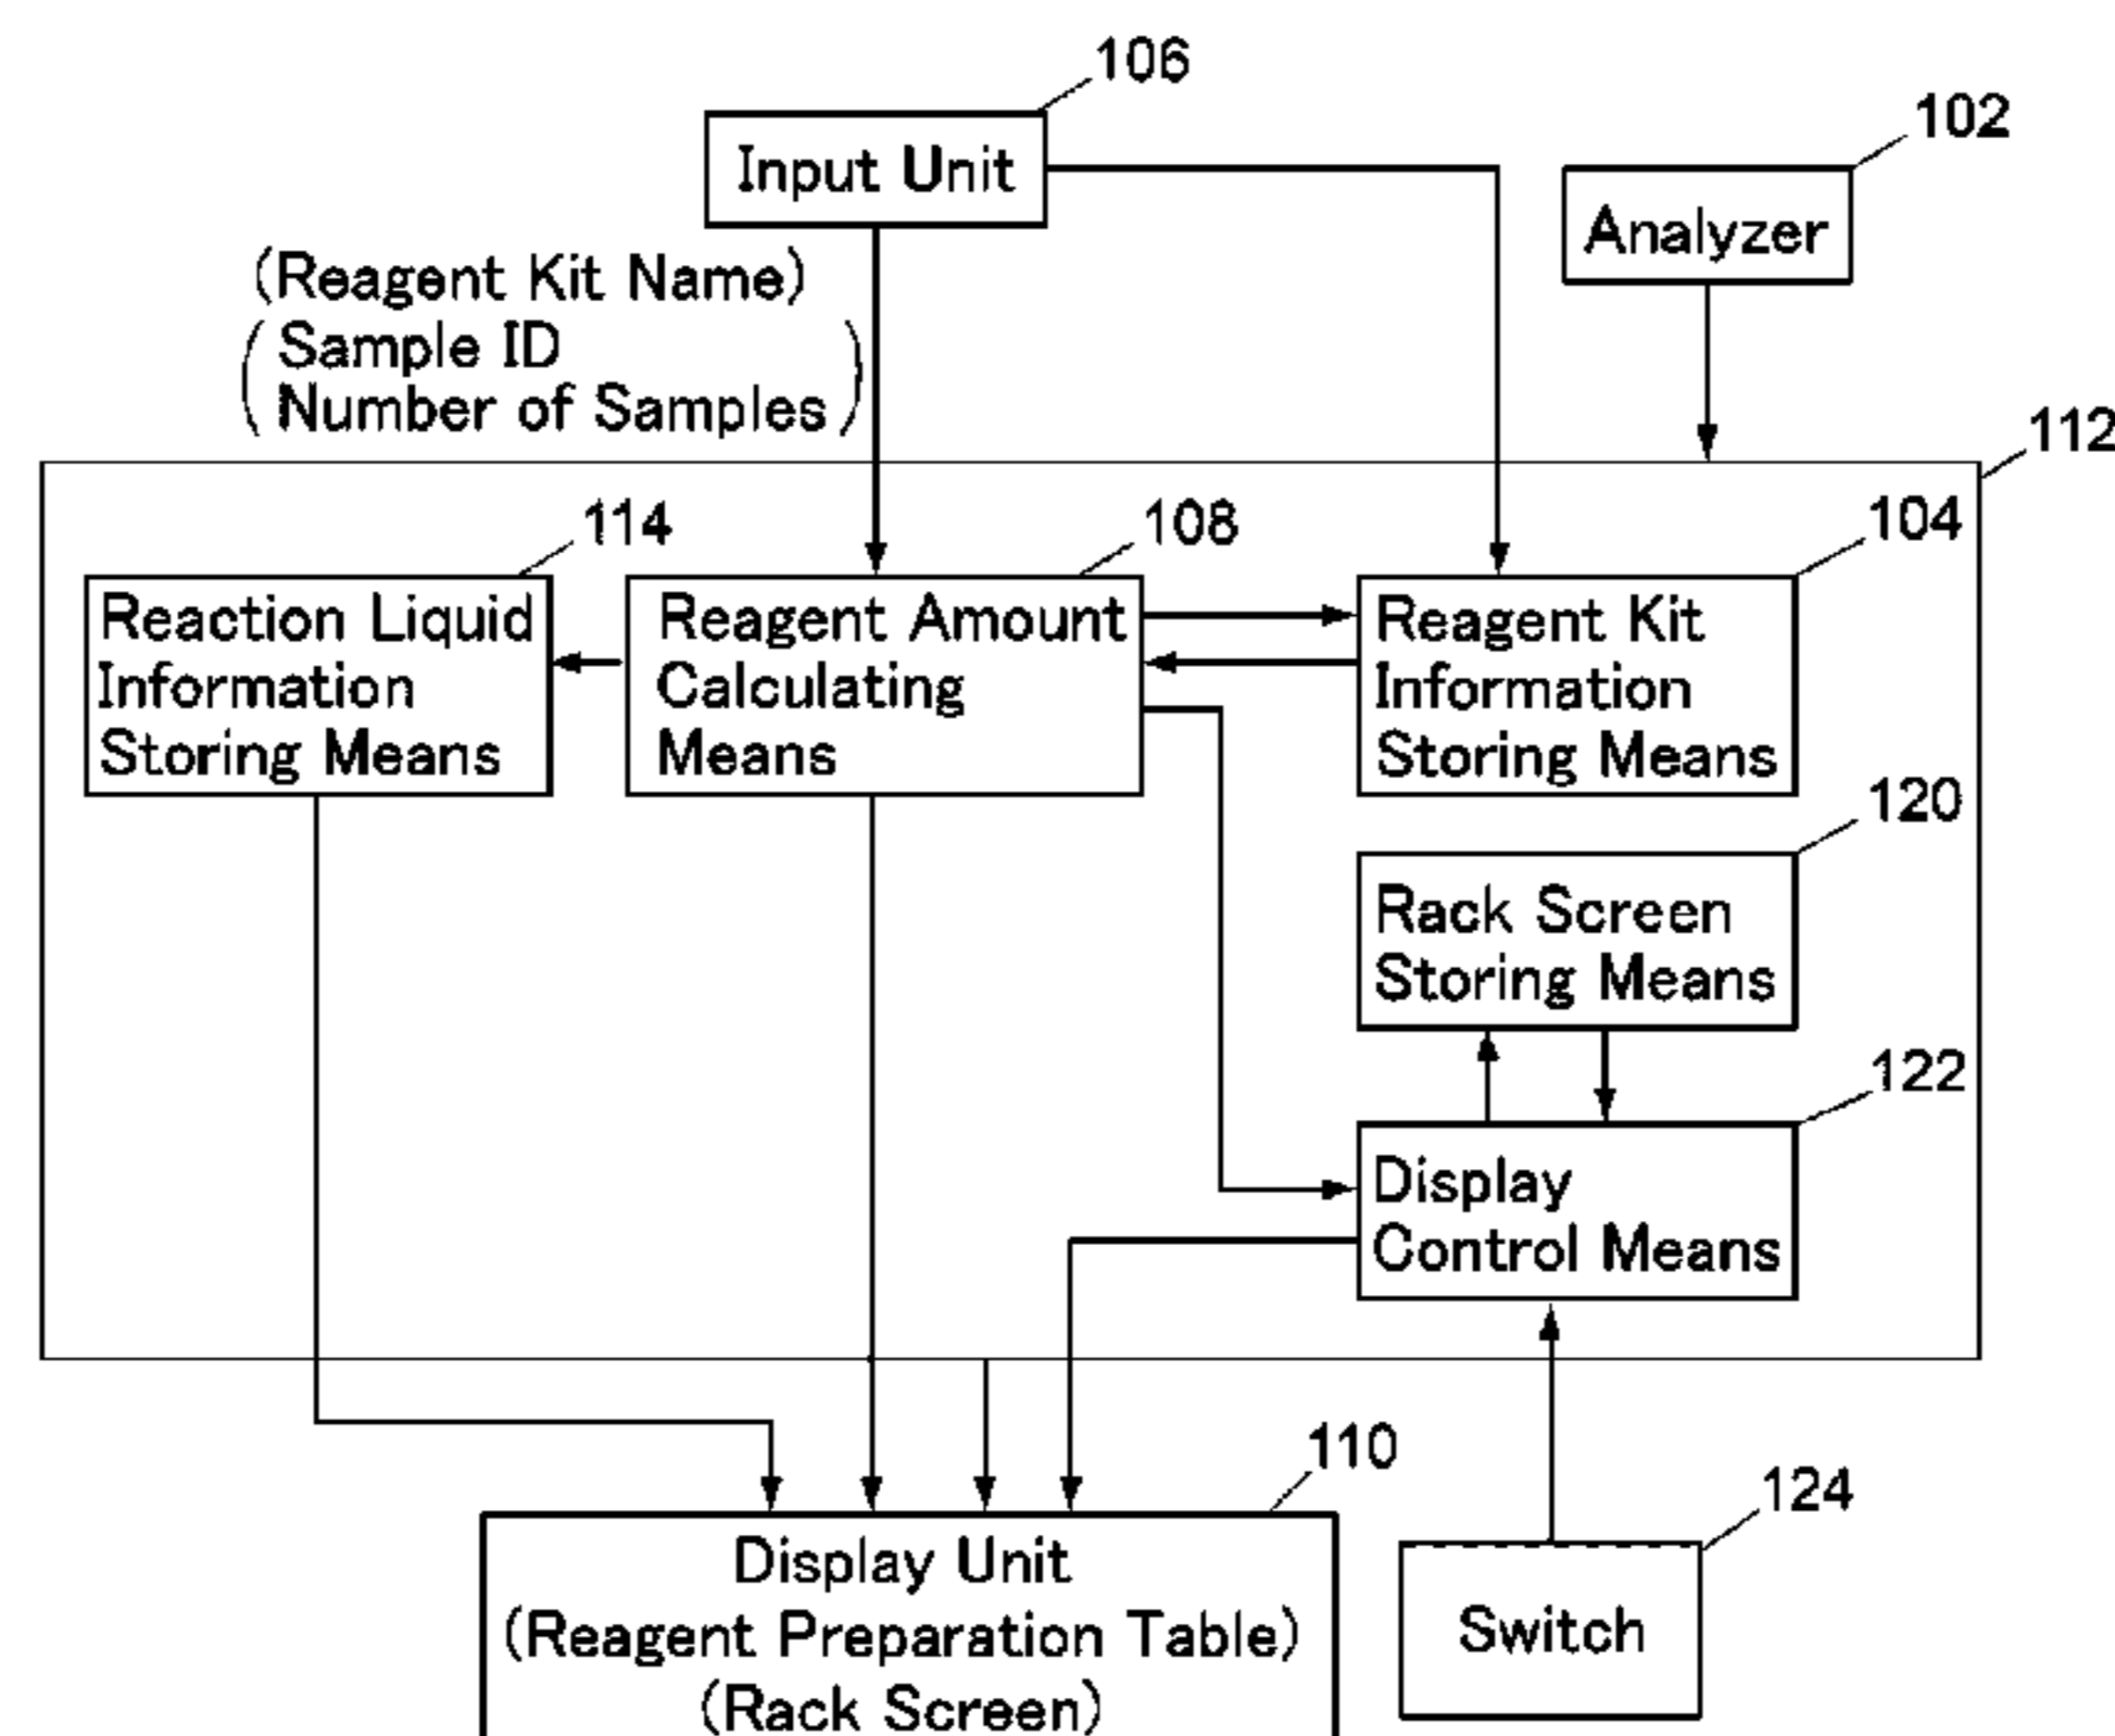 106
102
Input Unit
Analyzer
(Reagent Kit Name)
(Sample ID
Number of Samples)
112
114
108
104
Reaction Liquid
Information
Storing Means
Reagent Amount
Calculating
Means
Reagent Kit
Information
Storing Means
120
Rack Screen
Storing Means
122
Display
Control Means
110
124
Display Unit
(Reagent Preparation Table)
(Rack Screen)
Switch